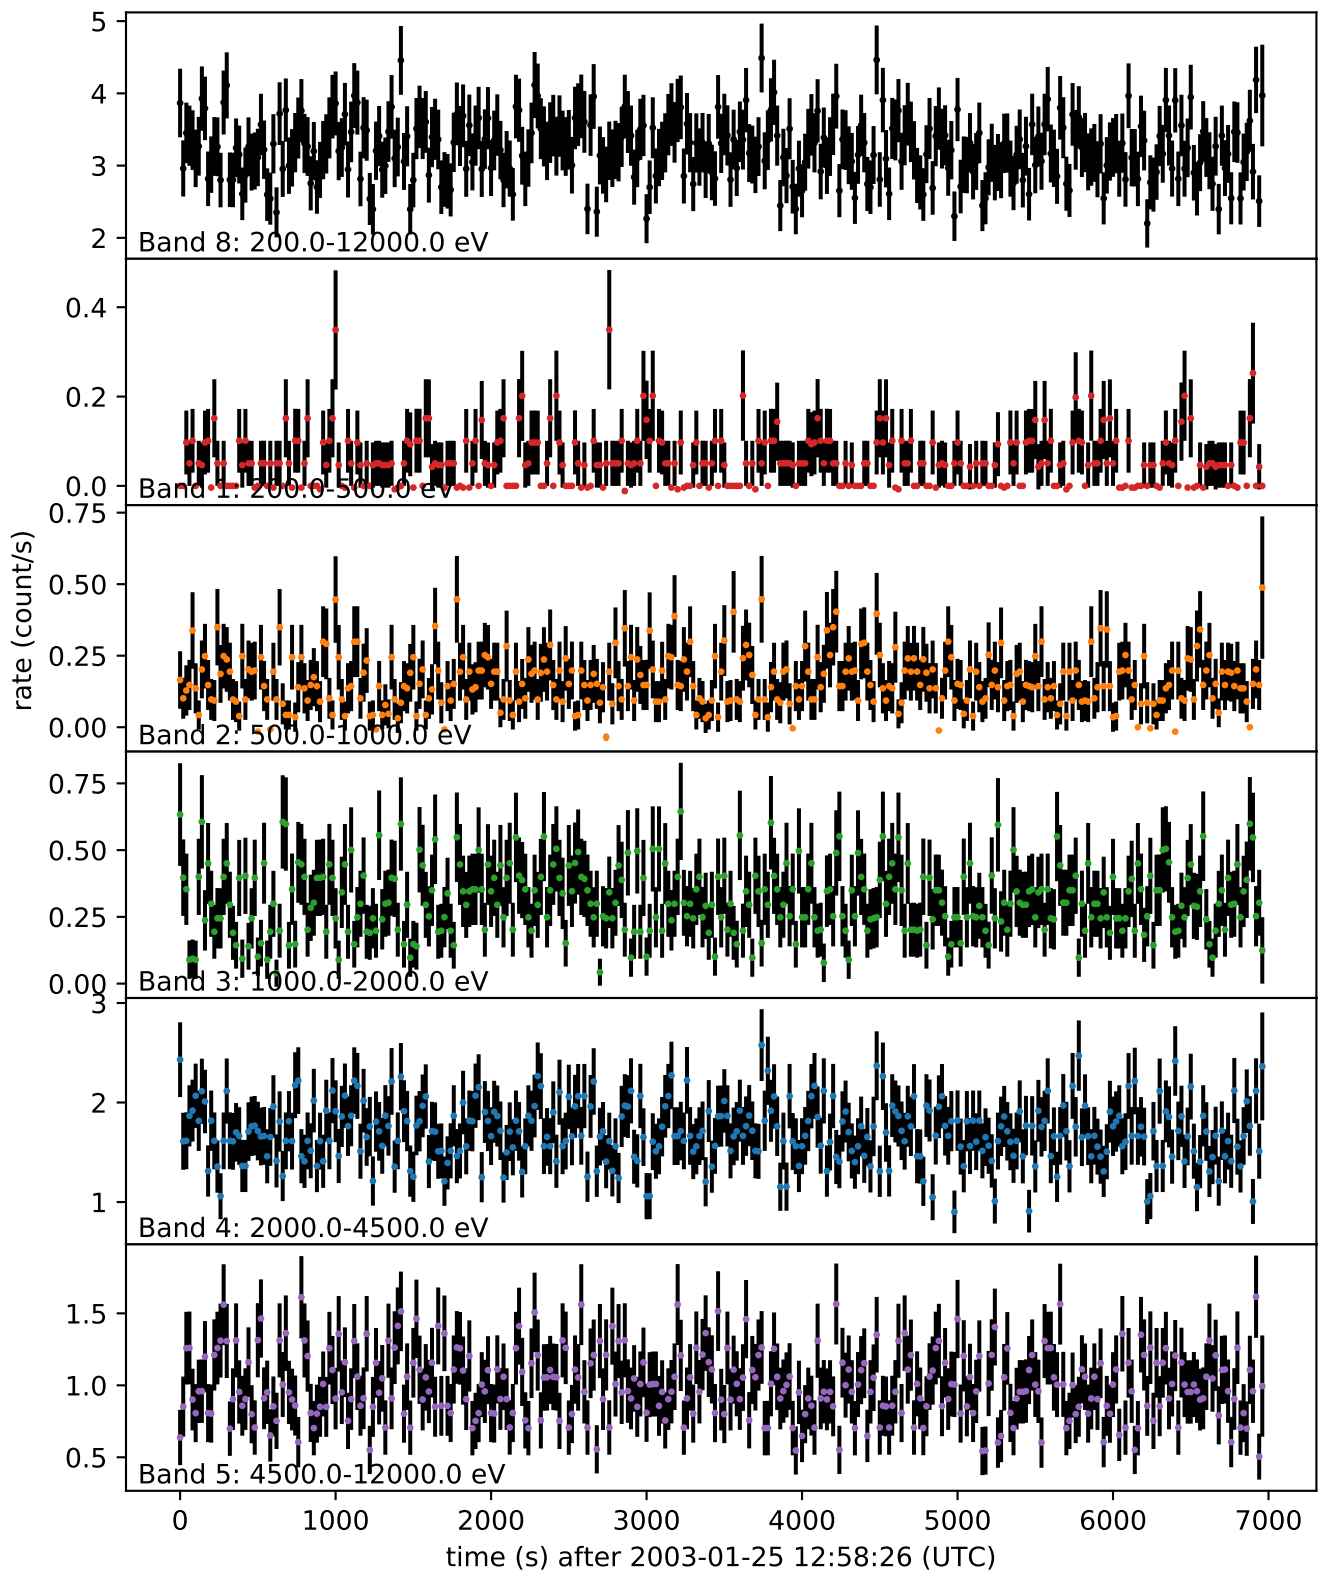 5
4
3
2
Band 8: 200.0-12000.0 eV
0.4
0.2
0.0
Band 1: 200.0-500.0 eV
0.75
0.50
0.25
0.00
Band 2: 500.0-1000.0 eV
rate (count/s)
0.75
0.50
0.25
0.00
Band 3: 1000.0-2000.0 eV
3
2
1
Band 4: 2000.0-4500.0 eV
1.5
1.0
0.5
Band 5: 4500.0-12000.0 eV
0 1000 2000 3000 4000 5000 6000 7000
time (s) after 2003-01-25 12:58:26 (UTC)